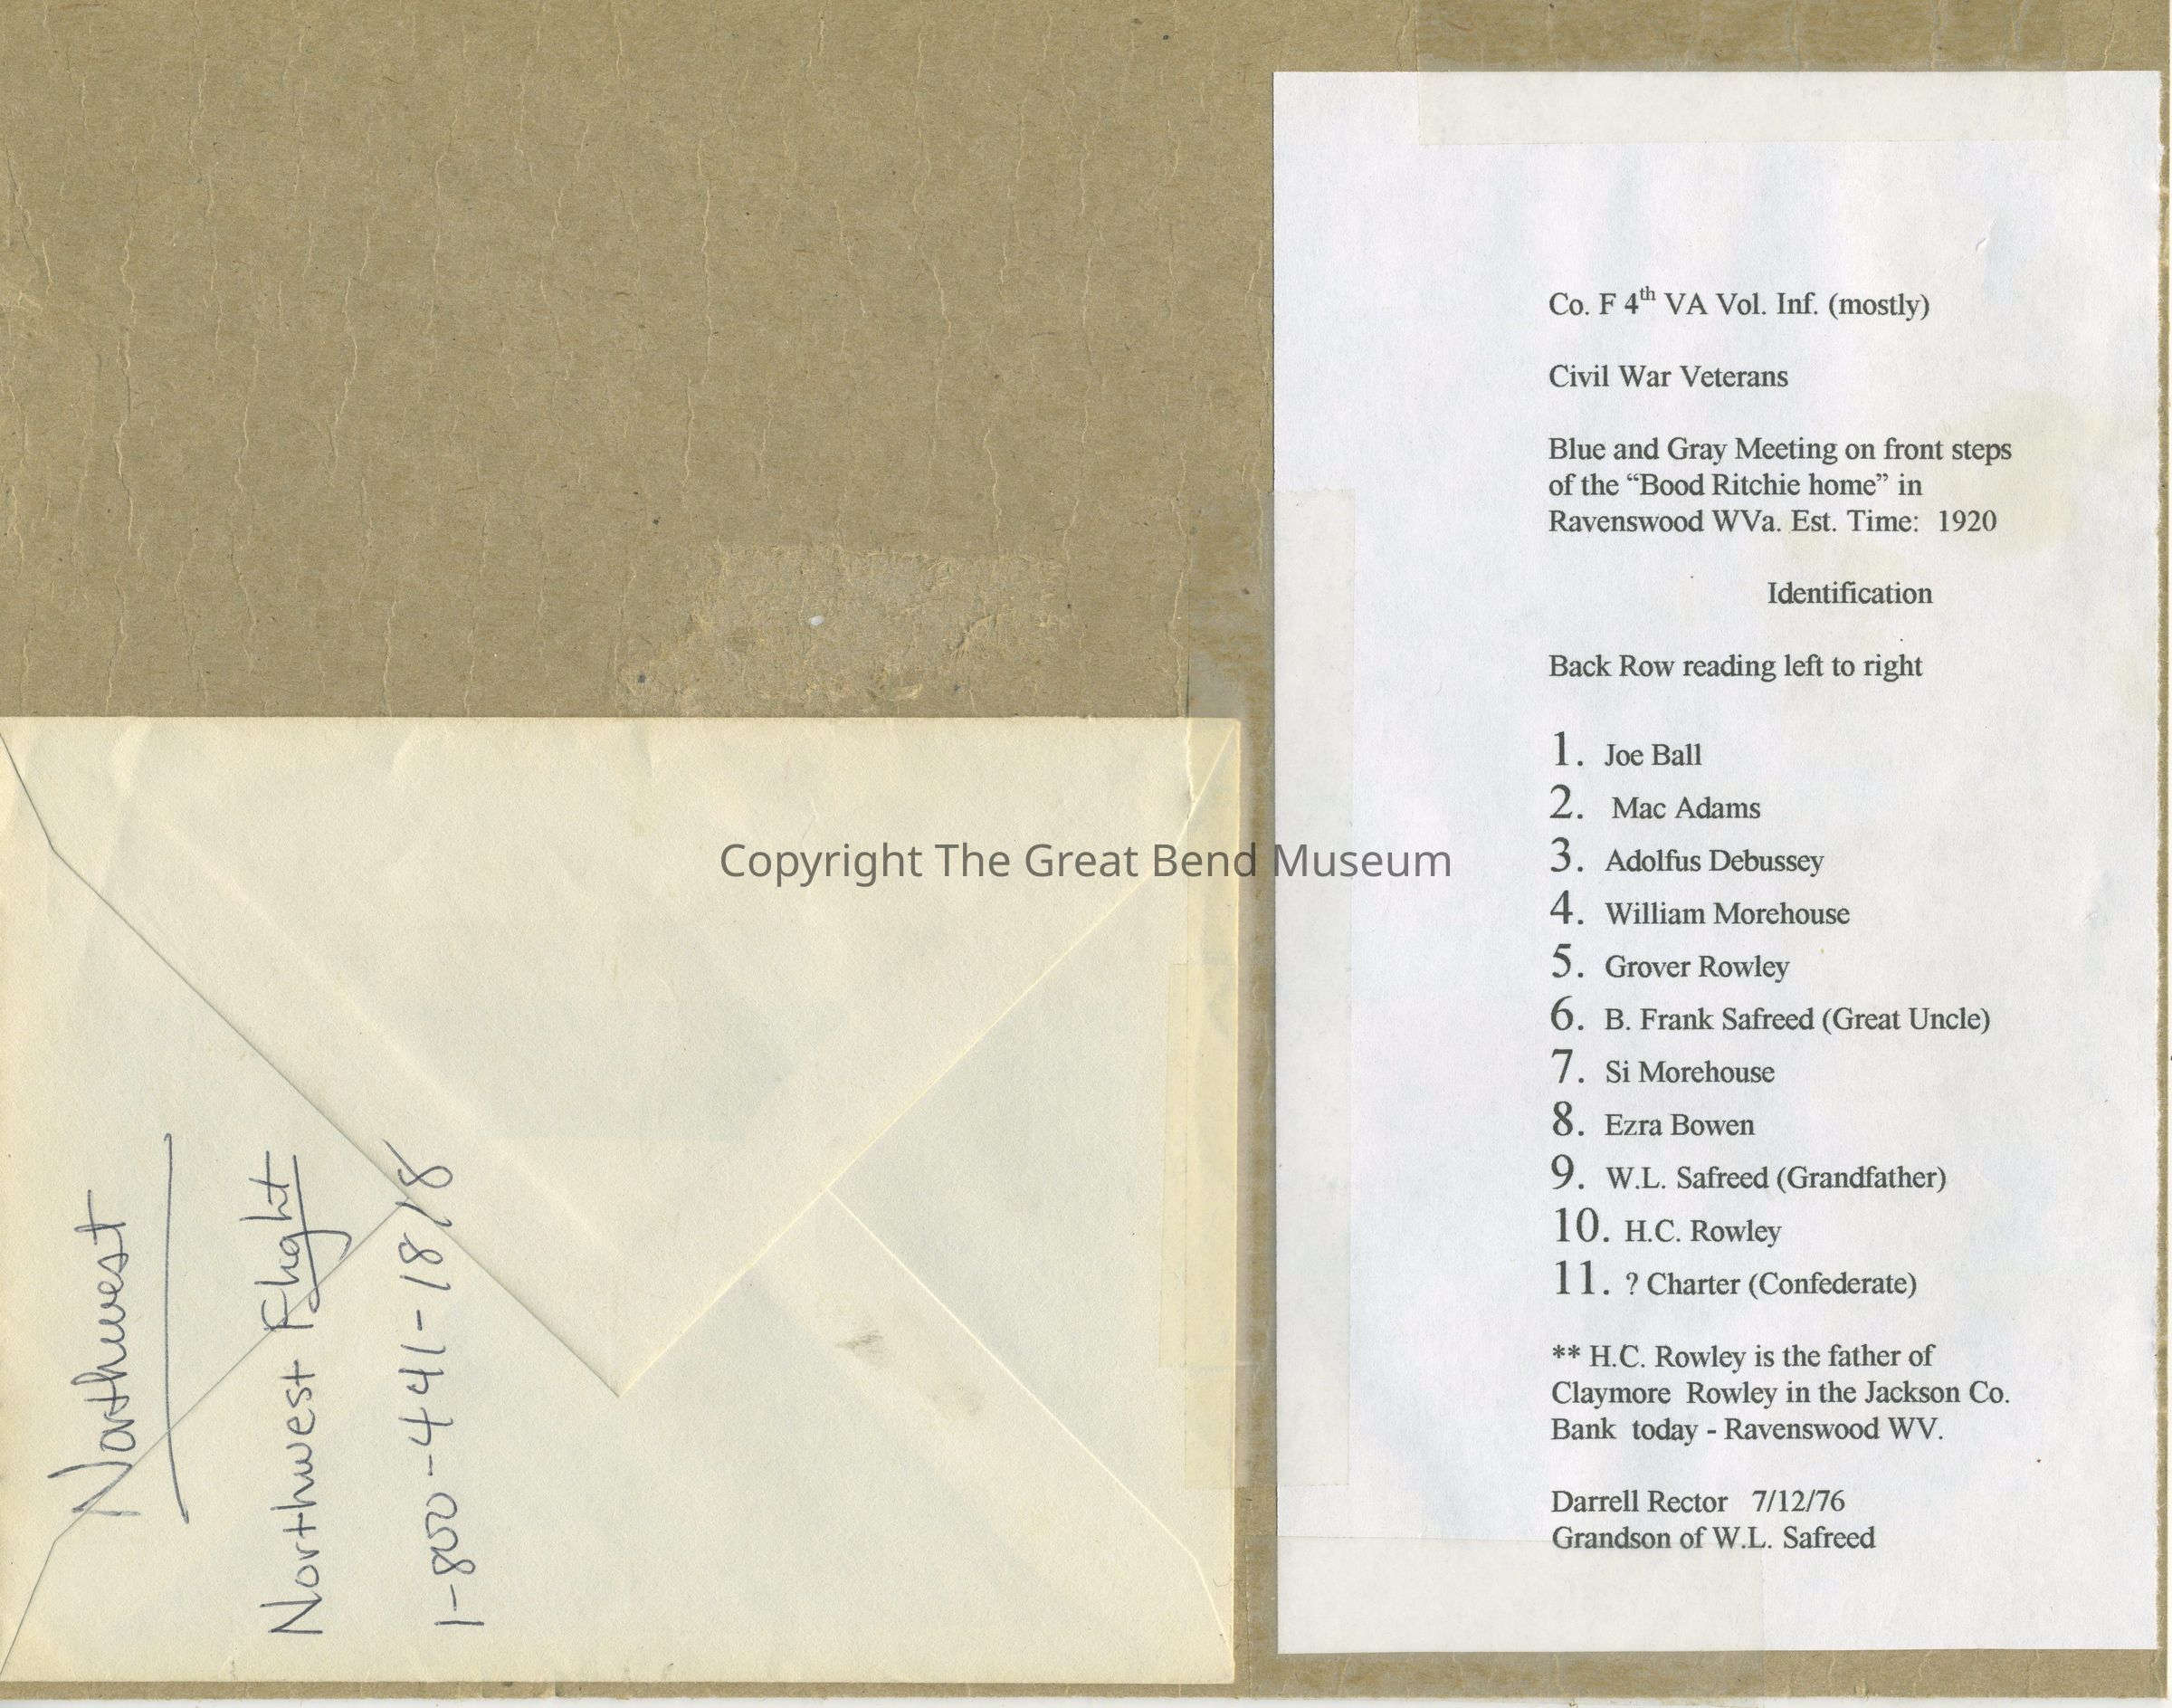 Co. F 4th VA Vol. Inf. (mostly)
Civil War Veterans
Blue and Gray Meeting on front steps
of the “Bood Ritchie home” in
Ravenswood WVa. Est. Time: 1920
Identification
Back Row reading left to right
1. Joe Ball
2. Mac Adams
3. Adolfus Debussey
4. William Morehouse
5. Grover Rowley
6. B. Frank Safreed (Great Uncle)
7. Si Morehouse
8. Ezra Bowen
9. W.L. Safreed (Grandfather)
10. H.C. Rowley
11. ? Charter (Confederate)
** H.C. Rowley is the father of
Claymore Rowley in the Jackson Co.
Bank today - Ravenswood WV.
Darrell Rector 7/12/76
Grandson of W.L. Safreed
Northwest
Northwest Flight
1-800-441-1818
Copyright The Great Bend Museum